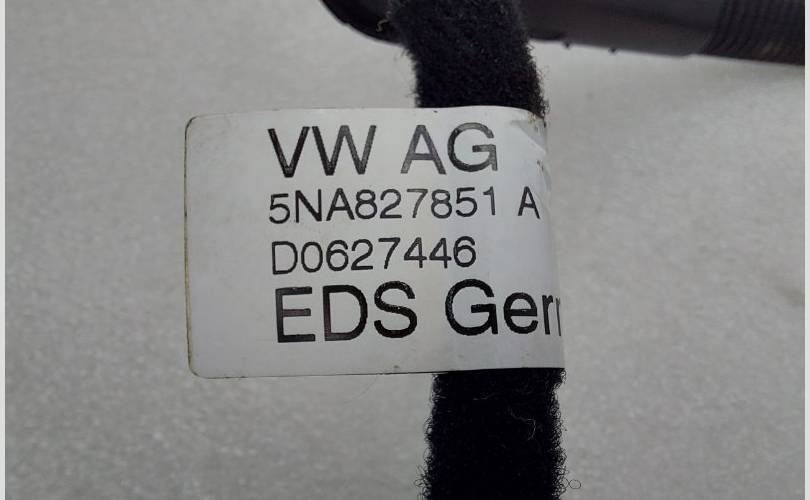 VW AG
5NA827851 A
D0627446
EDS Ger